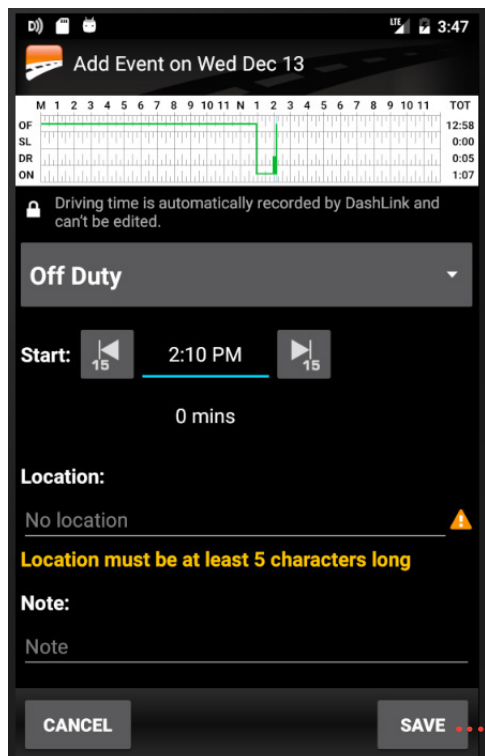 LTE 3:47
Add Event on Wed Dec 13
M 1 2 3 4 5 6 7 8 9 10 11 N 1 2 3 4 5 6 7 8 9 10 11 TOT
OF 12:58
SL 0:00
DR 0:05
ON 1:07
Driving time is automatically recorded by DashLink and
can't be edited.
Off Duty
Start: 15 2:10 PM 15
0 mins
Location:
No location
Location must be at least 5 characters long
Note:
Note
CANCEL SAVE